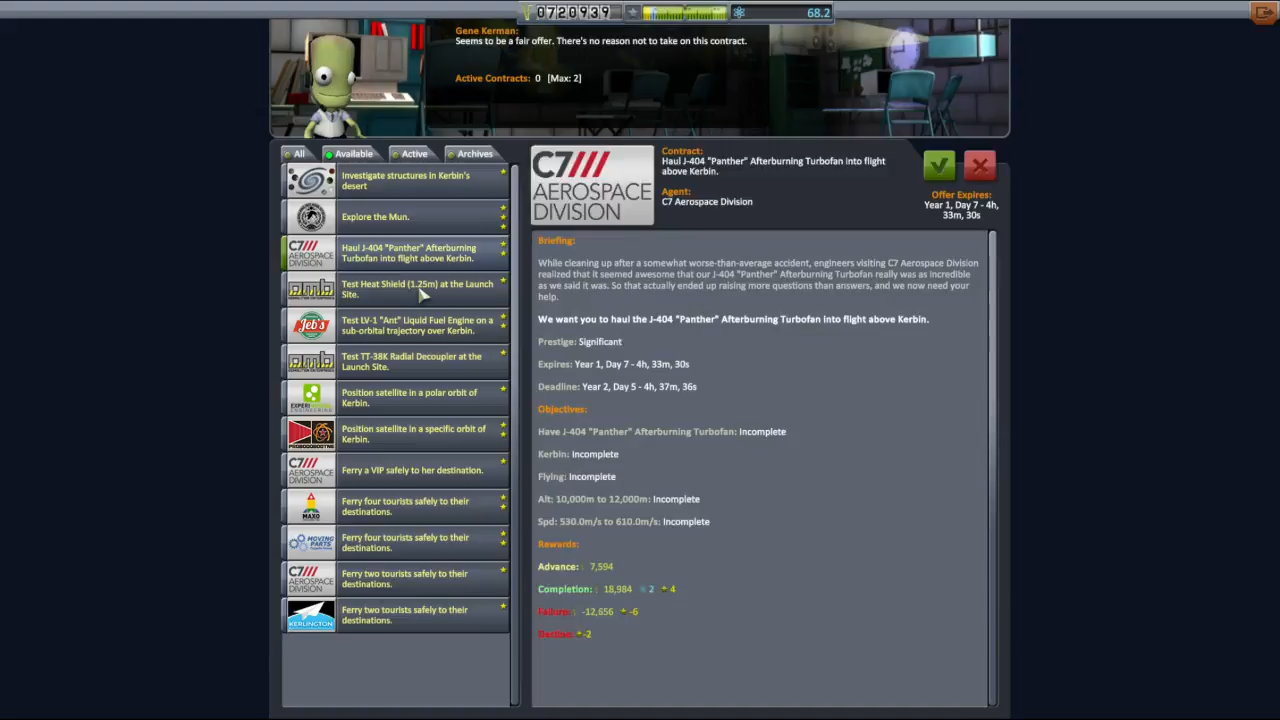 0720939
68.2
Gene Kerman:
Seems to be a fair offer. There's no reason not to take on this contract.
Active Contracts: 0 [Max: 2]
All
Available
Active
Archives
Investigate structures in Kerbin's
desert
Explore the Mun.
C7
AEROSPACE
DIVISION
Haul J-404 "Panther" Afterburning
Turbofan into flight above Kerbin.
Test Heat Shield (1.25m) at the Launch
Site.
Jeb's
Test LV-1 "Ant" Liquid Fuel Engine on a
sub-orbital trajectory over Kerbin.
Test TT-38K Radial Decoupler at the
Launch Site.
Position satellite in a polar orbit of
Kerbin.
Position satellite in a specific orbit of
Kerbin.
C7
AEROSPACE
DIVISION
Ferry a VIP safely to her destination.
MAXO
Ferry four tourists safely to their
destinations.
MOVING
PARTS
Ferry four tourists safely to their
destinations.
C7
AEROSPACE
DIVISION
Ferry two tourists safely to their
destinations.
KERLINGTON
Ferry two tourists safely to their
destinations.
C7
AEROSPACE
DIVISION
Contract:
Haul J-404 "Panther" Afterburning Turbofan into flight
above Kerbin.
Agent:
C7 Aerospace Division
Offer Expires:
Year 1, Day 7 - 4h,
33m, 30s
Briefing:
While cleaning up after a somewhat worse-than-average accident, engineers visiting C7 Aerospace Division
realized that it seemed awesome that our J-404 "Panther" Afterburning Turbofan really was as incredible
as we said it was. So that actually ended up raising more questions than answers, and we now need your
help.
We want you to haul the J-404 "Panther" Afterburning Turbofan into flight above Kerbin.
Prestige: Significant
Expires: Year 1, Day 7 - 4h, 33m, 30s
Deadline: Year 2, Day 5 - 4h, 37m, 36s
Objectives:
Have J-404 "Panther" Afterburning Turbofan: Incomplete
Kerbin: Incomplete
Flying: Incomplete
Alt: 10,000m to 12,000m: Incomplete
Spd: 530.0m/s to 610.0m/s: Incomplete
Rewards:
Advance: 7,594
Completion: 18,984 2 4
Failure: -12,656 -6
Decline: -2